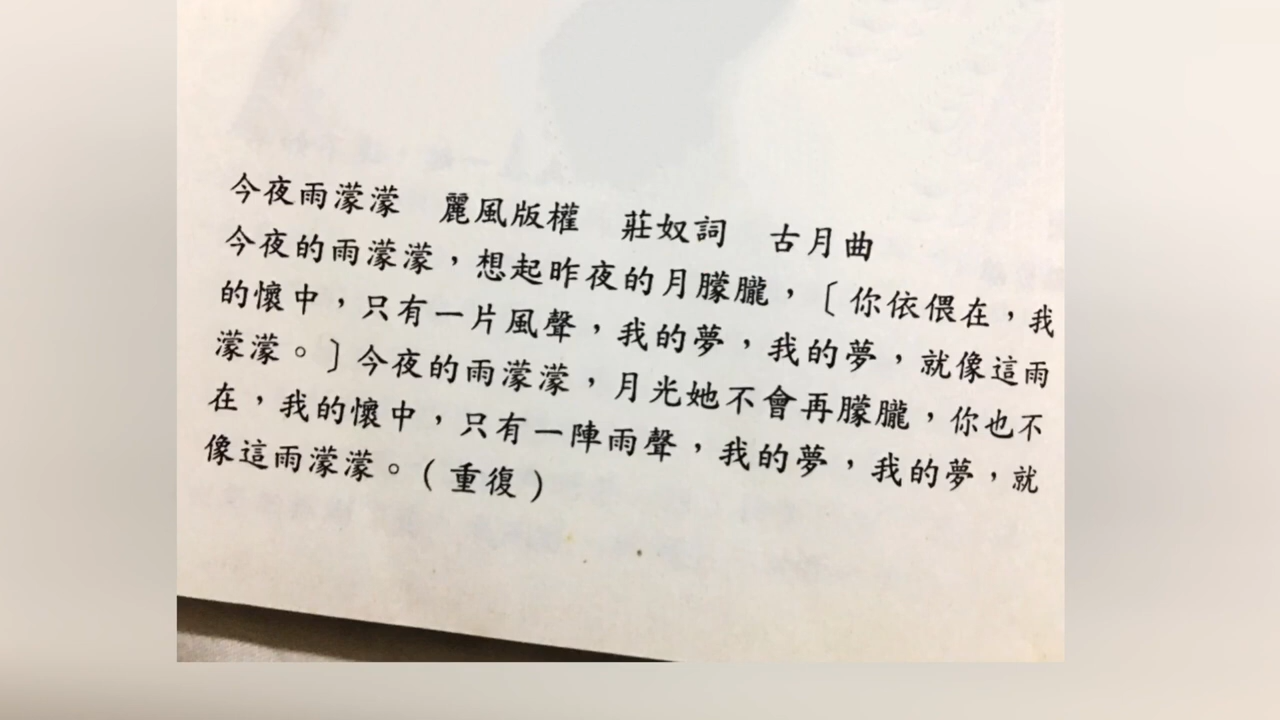 今夜雨濛濛　麗風版權　莊奴詞　古月曲
今夜的雨濛濛，想起昨夜的月朦朧，〔你依偎在，我
的懷中，只有一片風聲，我的夢，我的夢，就像這雨
濛濛。〕今夜的雨濛濛，月光她不會再朦朧，你也不
在，我的懷中，只有一陣雨聲，我的夢，我的夢，就
像這雨濛濛。（重復）